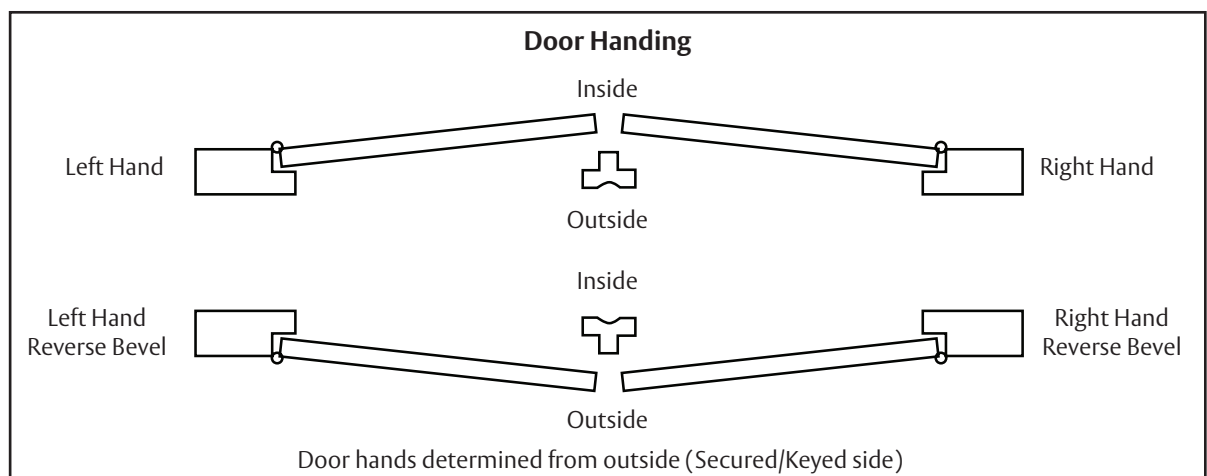 Door Handing
Inside
Left Hand
Right Hand
Outside
Inside
Left Hand
Reverse Bevel
Right Hand
Reverse Bevel
Outside
Door hands determined from outside (Secured/Keyed side)